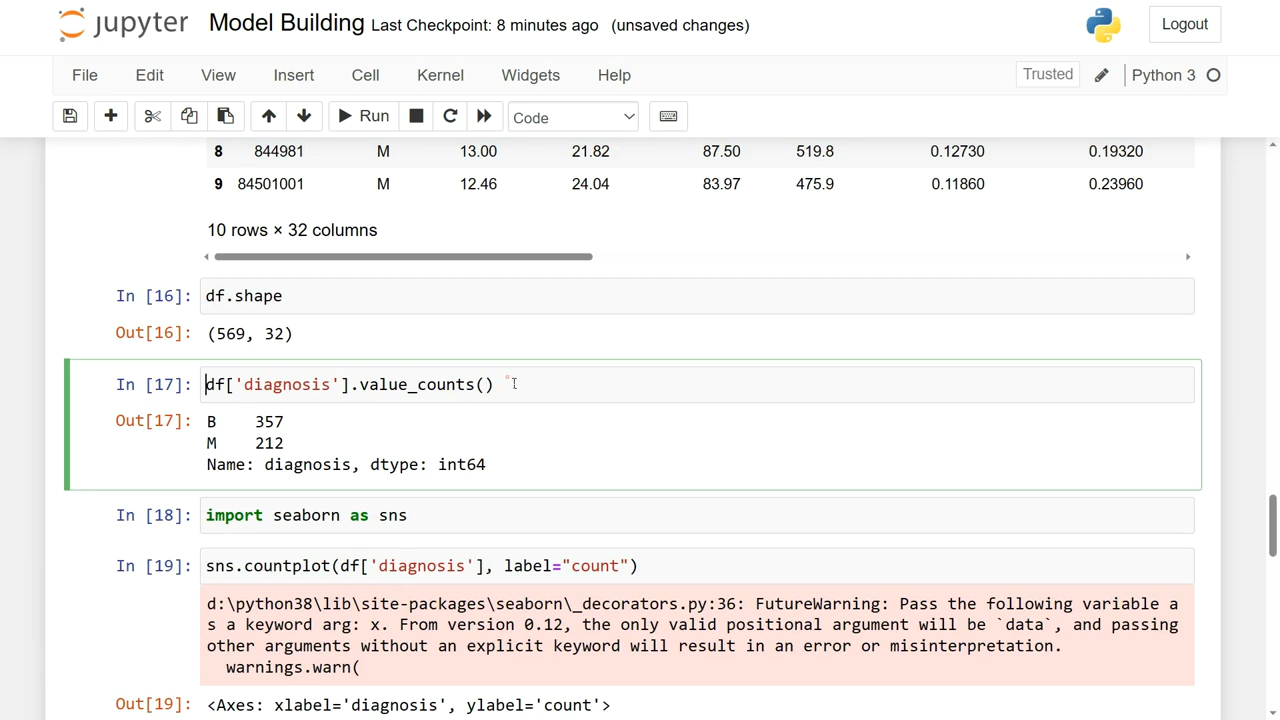 jupyter Model Building Last Checkpoint: 8 minutes ago (unsaved changes) Logout
File Edit View Insert Cell Kernel Widgets Help Trusted Python 3
Run Code
8 844981 M 13.00 21.82 87.50 519.8 0.12730 0.19320
9 84501001 M 12.46 24.04 83.97 475.9 0.11860 0.23960
10 rows × 32 columns
In [16]: df.shape
Out[16]: (569, 32)
In [17]: df['diagnosis'].value_counts()
Out[17]: B 357
M 212
Name: diagnosis, dtype: int64
In [18]: import seaborn as sns
In [19]: sns.countplot(df['diagnosis'], label="count")
d:\python38\lib\site-packages\seaborn\_decorators.py:36: FutureWarning: Pass the following variable a
s a keyword arg: x. From version 0.12, the only valid positional argument will be `data`, and passing
other arguments without an explicit keyword will result in an error or misinterpretation.
warnings.warn(
Out[19]: <Axes: xlabel='diagnosis', ylabel='count'>